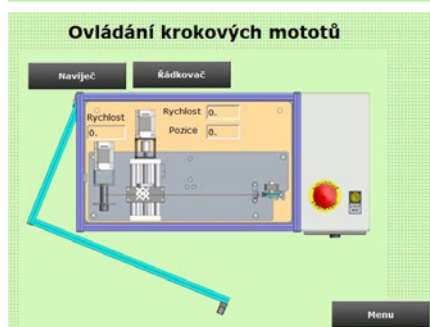 Ovládání krokových mototů
Navíječ
Řádkovač
Rychlost 0.
Rychlost
0.
Pozice 0.
Menu